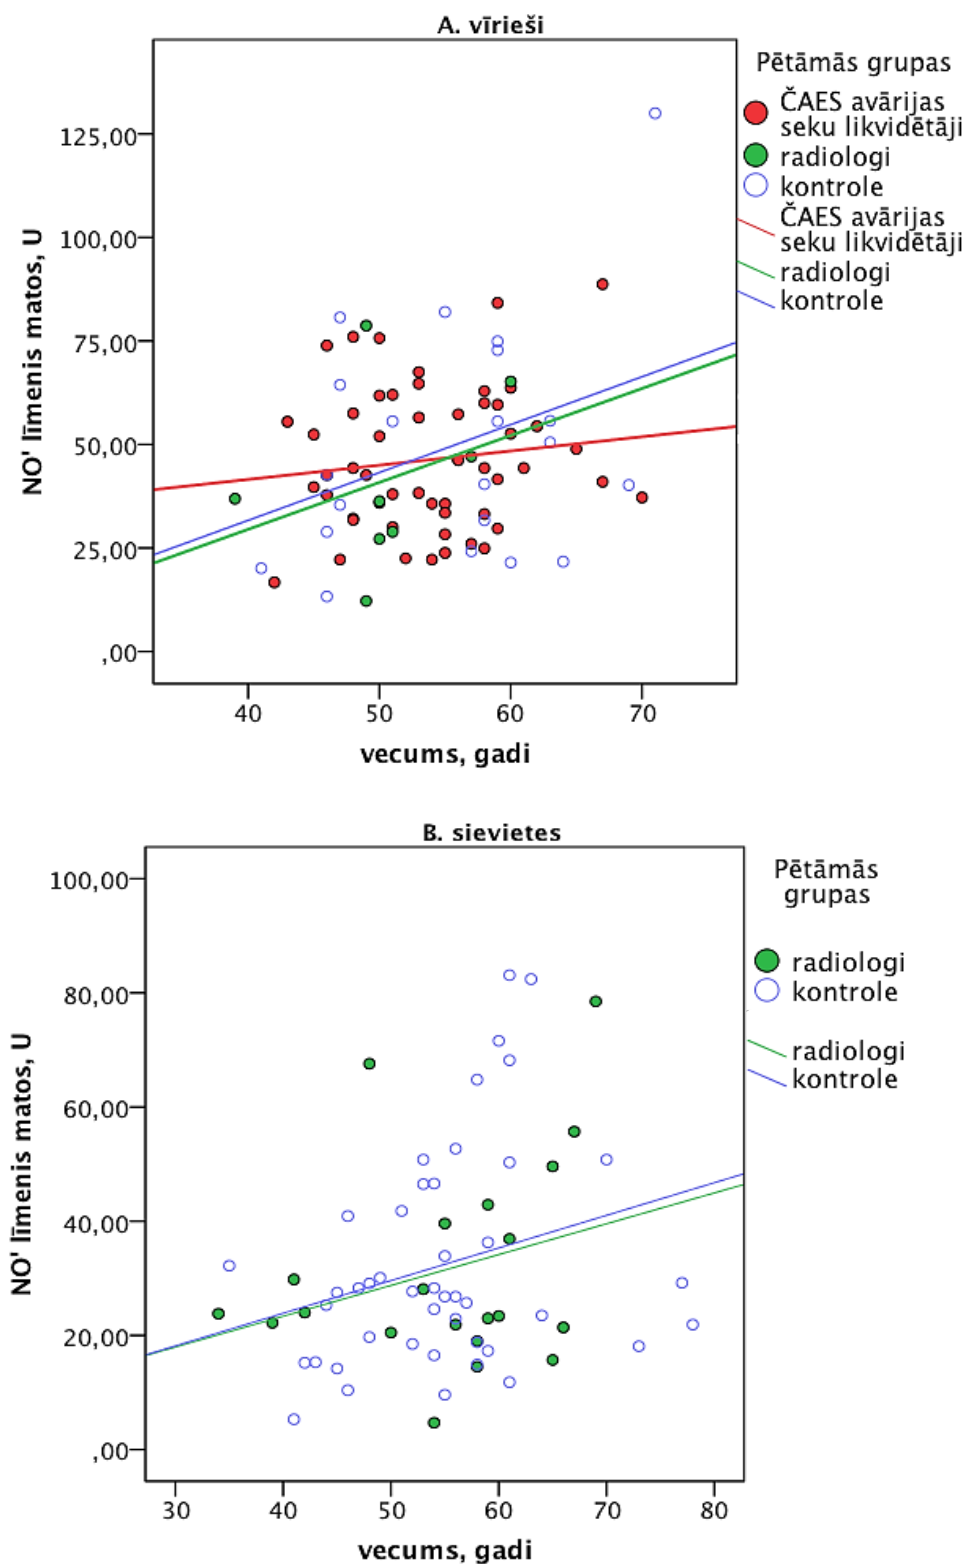 A. vīrieši
Pētāmās grupas
ČAES avārijas
seku likvidētāji
radiologi
kontrole
ČAES avārijas
seku likvidētāji
radiologi
kontrole
NO' līmenis matos, U
125,00
100,00
75,00
50,00
25,00
,00
40 50 60 70
vecums, gadi
B. sievietes
Pētāmās
grupas
radiologi
kontrole
radiologi
kontrole
NO' līmenis matos, U
100,00
80,00
60,00
40,00
20,00
,00
30 40 50 60 70 80
vecums, gadi